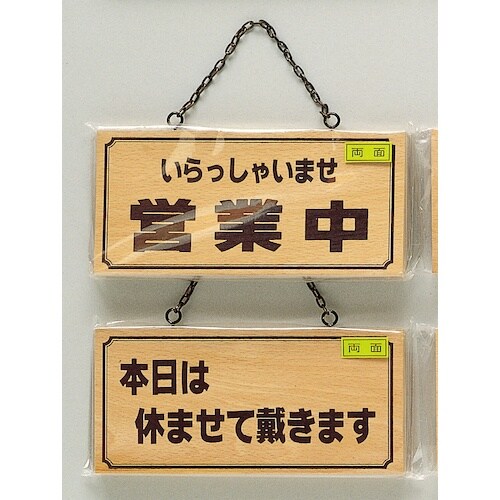 両面
いらっしゃいませ
営業中
両面
本日は
休ませて戴きます